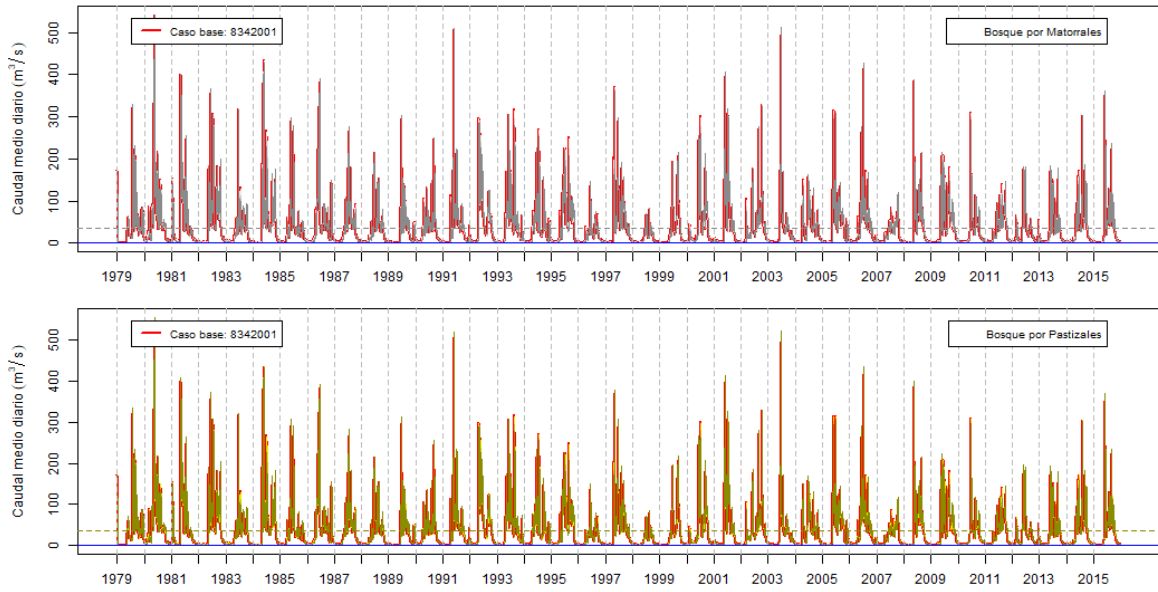 Caudal medio diario (m³/s)
500
400
300
200
100
0
Caso base: 8342001
Bosque por Matorrales
1979 1981 1983 1985 1987 1989 1991 1993 1995 1997 1999 2001 2003 2005 2007 2009 2011 2013 2015
Caudal medio diario (m³/s)
500
400
300
200
100
0
Caso base: 8342001
Bosque por Pastizales
1979 1981 1983 1985 1987 1989 1991 1993 1995 1997 1999 2001 2003 2005 2007 2009 2011 2013 2015